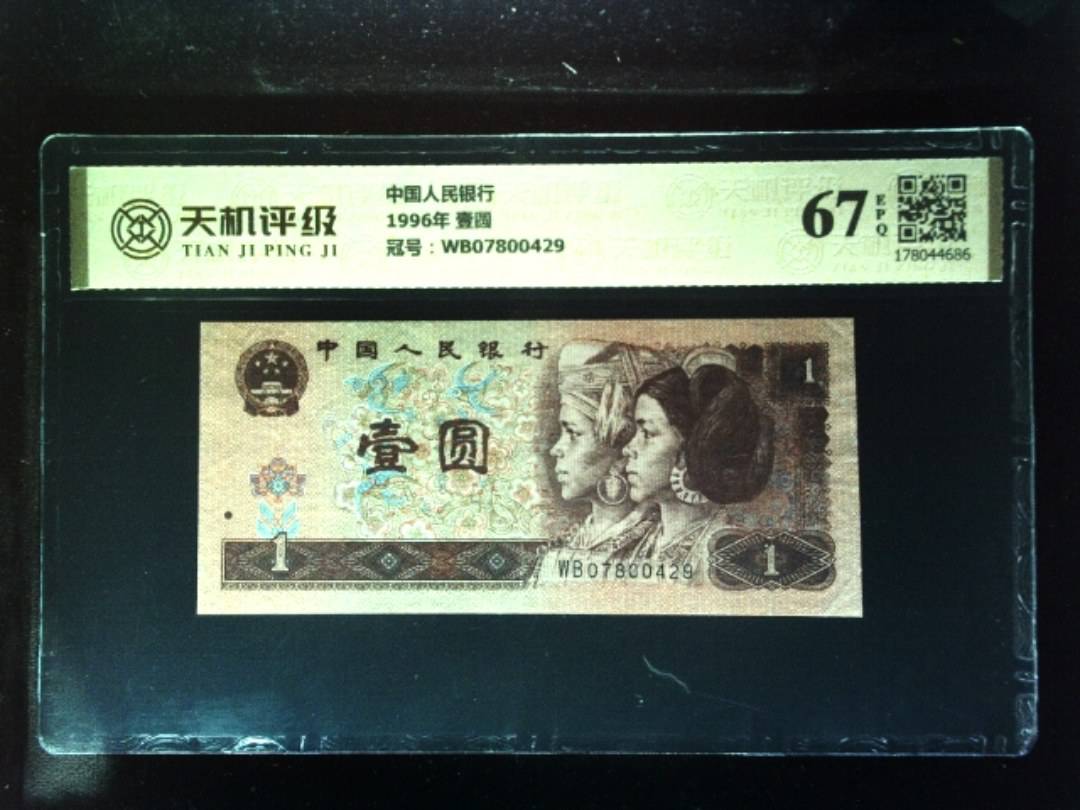 天机评级
TIAN JI PING JI
中国人民银行
1996年 壹圆
冠号：WB07800429
67
EPQ
178044686
中国人民银行
壹圆
1
1
WB07800429
1